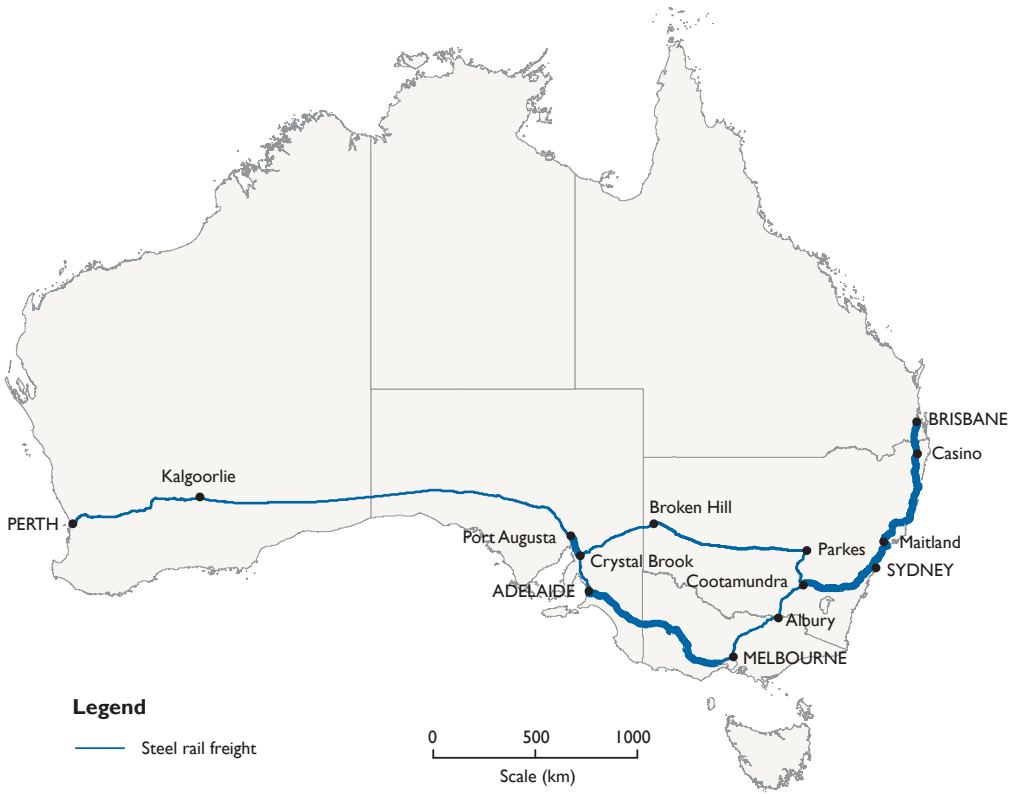 BRISBANE
Casino
Kalgoorlie
Broken Hill
PERTH
Port Augusta
Maitland
Parkes
Crystal Brook
SYDNEY
Cootamundra
ADELAIDE
Albury
MELBOURNE
Legend
Steel rail freight
0 500 1000
Scale (km)